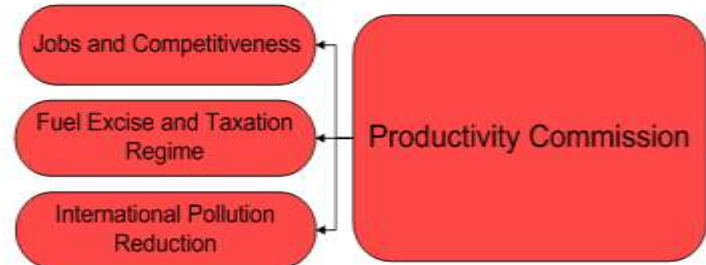 Jobs and Competitiveness
Fuel Excise and Taxation
Regime
International Pollution
Reduction
Productivity Commission